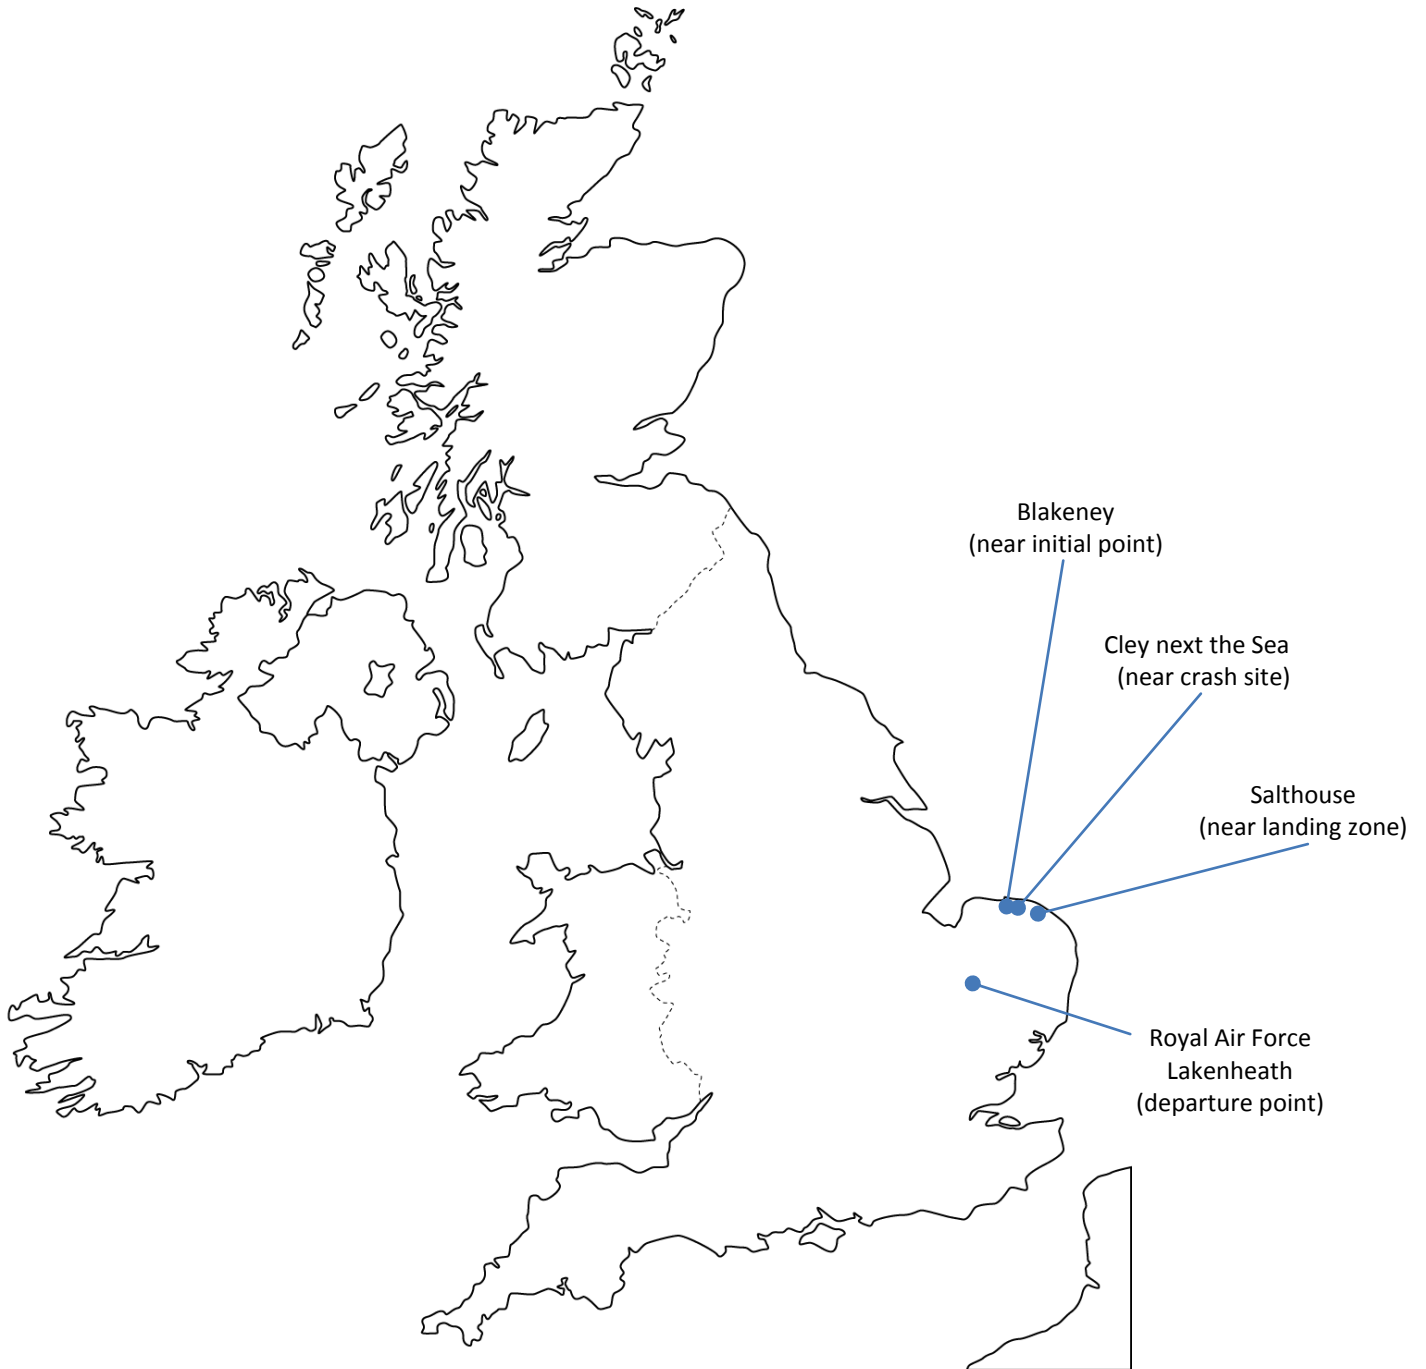 Blakeney
(near initial point)
Cley next the Sea
(near crash site)
Salthouse
(near landing zone)
Royal Air Force
Lakenheath
(departure point)